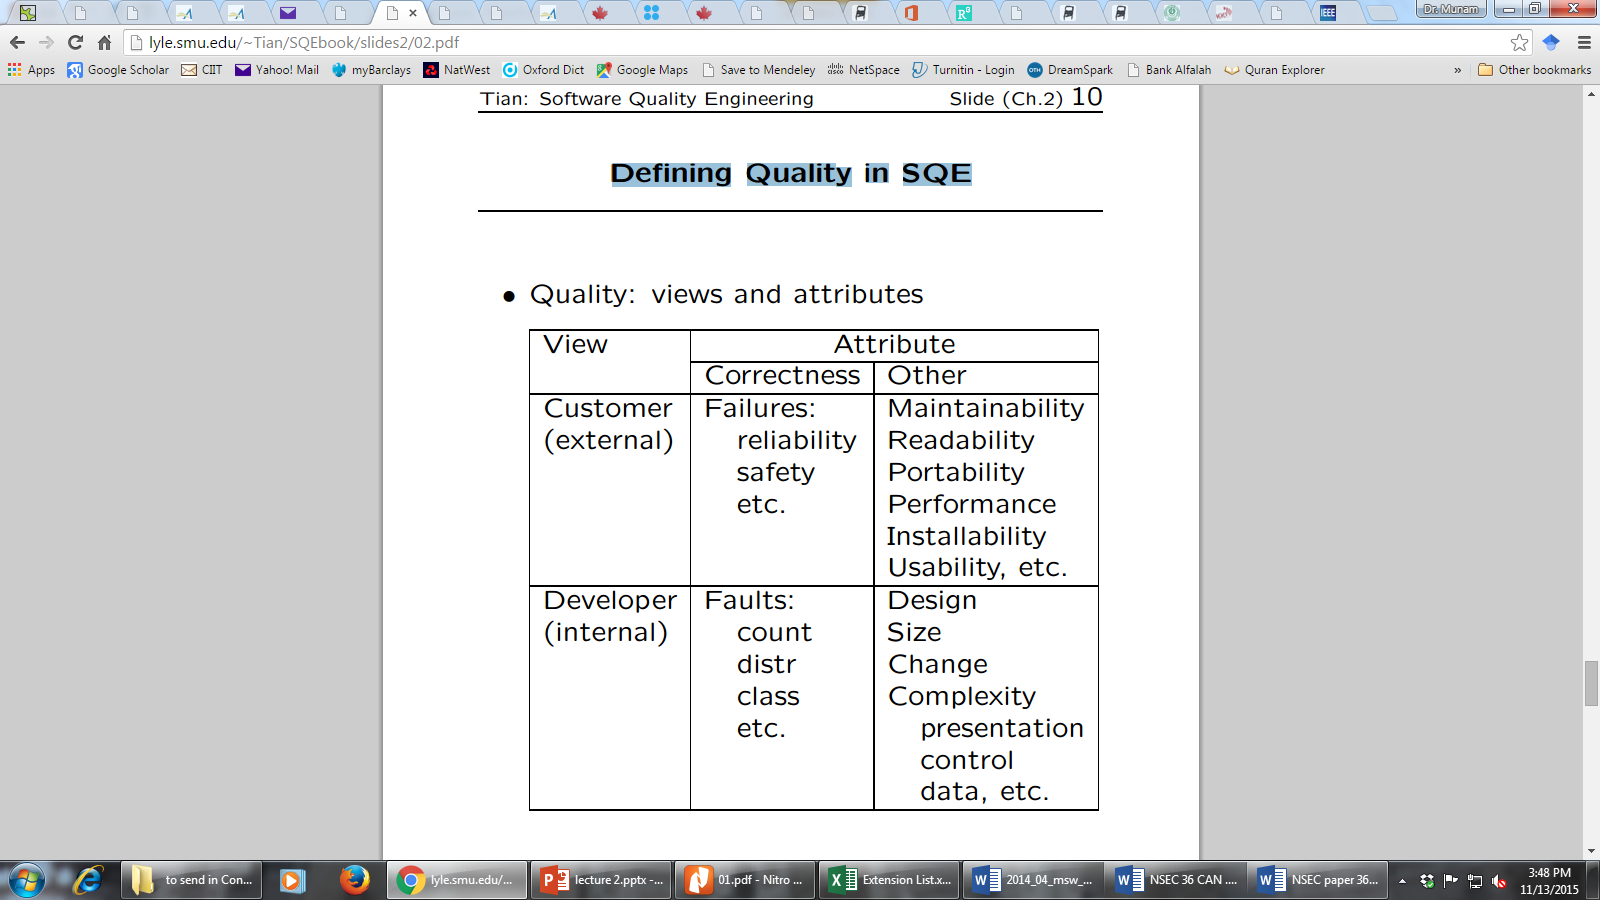 Dr. Munam
lyle.smu.edu/~Tian/SQEbook/slides2/02.pdf
Apps Google Scholar CIIT Yahoo! Mail myBarclays NatWest Oxford Dict Google Maps Save to Mendeley NetSpace Turnitin - Login DreamSpark Bank Alfalah Quran Explorer » Other bookmarks
Tian: Software Quality Engineering Slide (Ch.2) 10
Defining Quality in SQE
• Quality: views and attributes
View Attribute
Correctness Other
Customer Failures: Maintainability
(external) reliability Readability
safety Portability
etc. Performance
Installability
Usability, etc.
Developer Faults: Design
(internal) count Size
distr Change
class Complexity
etc. presentation
control
data, etc.
to send in Con... lyle.smu.edu/... lecture 2.pptx -... 01.pdf - Nitro ... Extension List.x... 2014_04_msw_... NSEC 36 CAN .... NSEC paper 36...
3:48 PM
11/13/2015